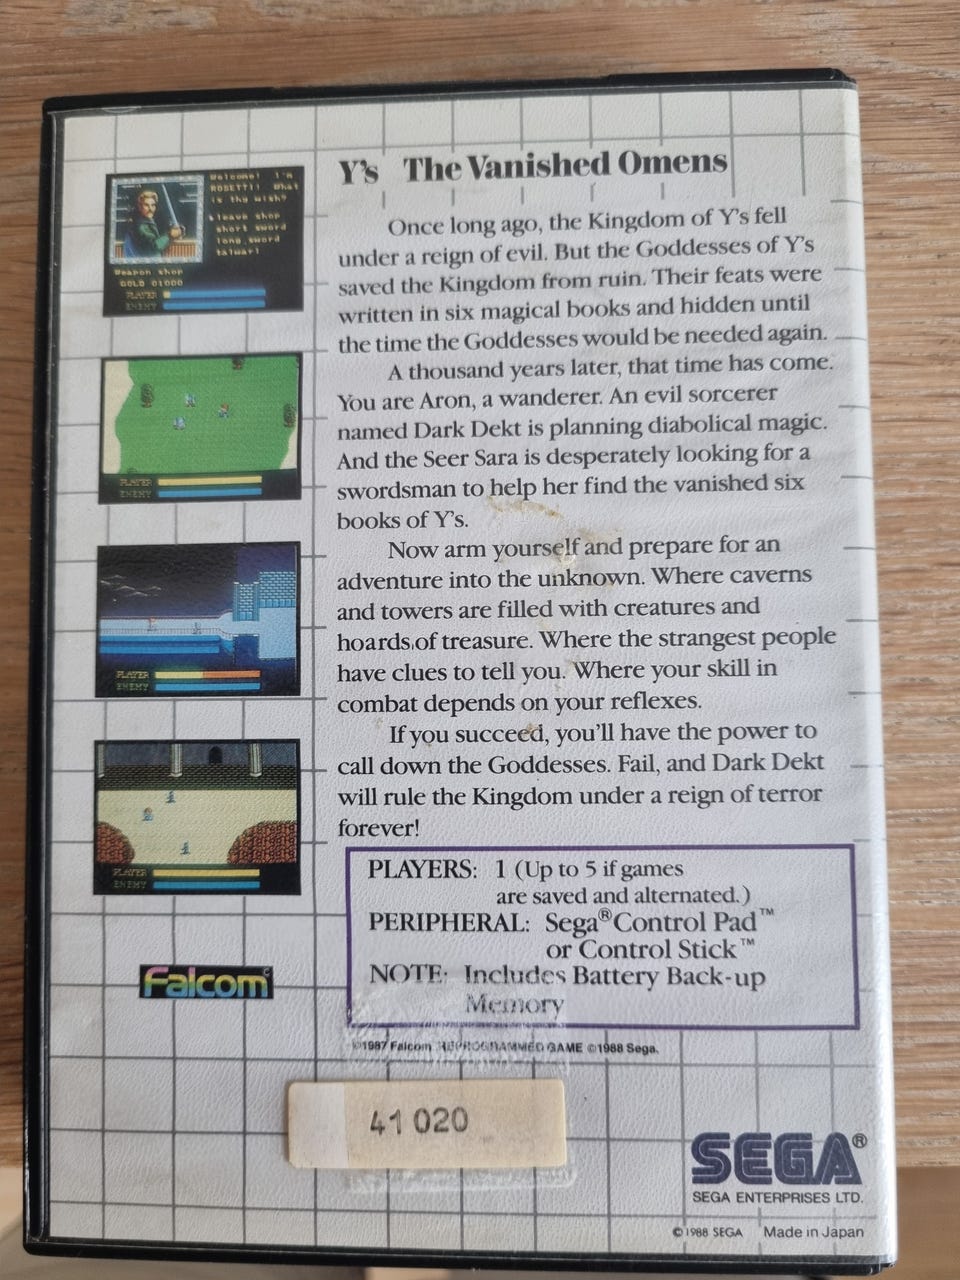 Y's The Vanished Omens
Once long ago, the Kingdom of Y's fell
under a reign of evil. But the Goddesses of Y's
saved the Kingdom from ruin. Their feats were
written in six magical books and hidden until
the time the Goddesses would be needed again.
A thousand years later, that time has come.
You are Aron, a wanderer. An evil sorcerer
named Dark Dekt is planning diabolical magic.
And the Seer Sara is desperately looking for a
swordsman to help her find the vanished six
books of Y's.
Now arm yourself and prepare for an
adventure into the unknown. Where caverns
and towers are filled with creatures and
hoards of treasure. Where the strangest people
have clues to tell you. Where your skill in
combat depends on your reflexes.
If you succeed, you'll have the power to
call down the Goddesses. Fail, and Dark Dekt
will rule the Kingdom under a reign of terror
forever!
PLAYERS: 1 (Up to 5 if games
are saved and alternated.)
PERIPHERAL: Sega® Control Pad™
or Control Stick™
NOTE: Includes Battery Back-up
Memory
©1987 Falcom REPROGRAMMED GAME ©1988 Sega.
41 020
SEGA®
SEGA ENTERPRISES LTD.
©1988 SEGA Made in Japan
Welcome! I'm
ROSETTI! What
is thy wish?
leave shop
short sword
long sword
talwar!
Weapon shop
GOLD 01000
PLAYER
ENEMY
PLAYER
ENEMY
PLAYER
ENEMY
PLAYER
ENEMY
Falcom